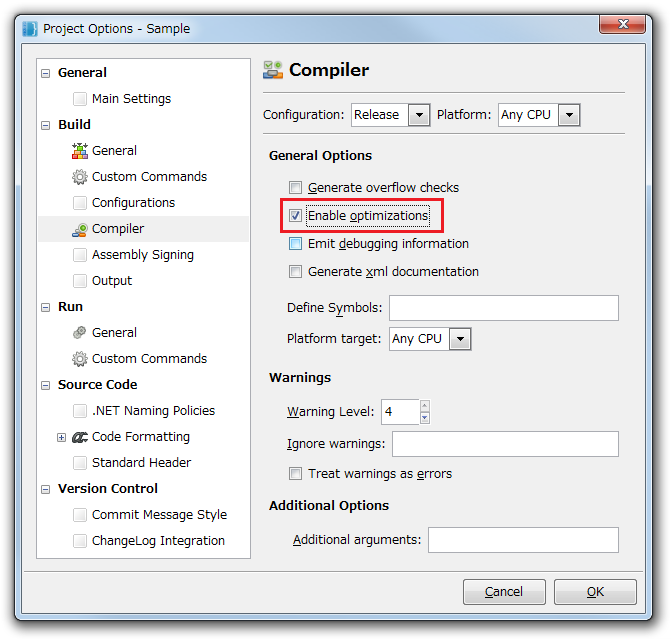 Project Options - Sample
General
Main Settings
Build
General
Custom Commands
Configurations
Compiler
Assembly Signing
Output
Run
General
Custom Commands
Source Code
.NET Naming Policies
Code Formatting
Standard Header
Version Control
Commit Message Style
ChangeLog Integration
Compiler
Configuration: Release Platform: Any CPU
General Options
Generate overflow checks
Enable optimizations
Emit debugging information
Generate xml documentation
Define Symbols:
Platform target: Any CPU
Warnings
Warning Level: 4
Ignore warnings:
Treat warnings as errors
Additional Options
Additional arguments:
Cancel OK